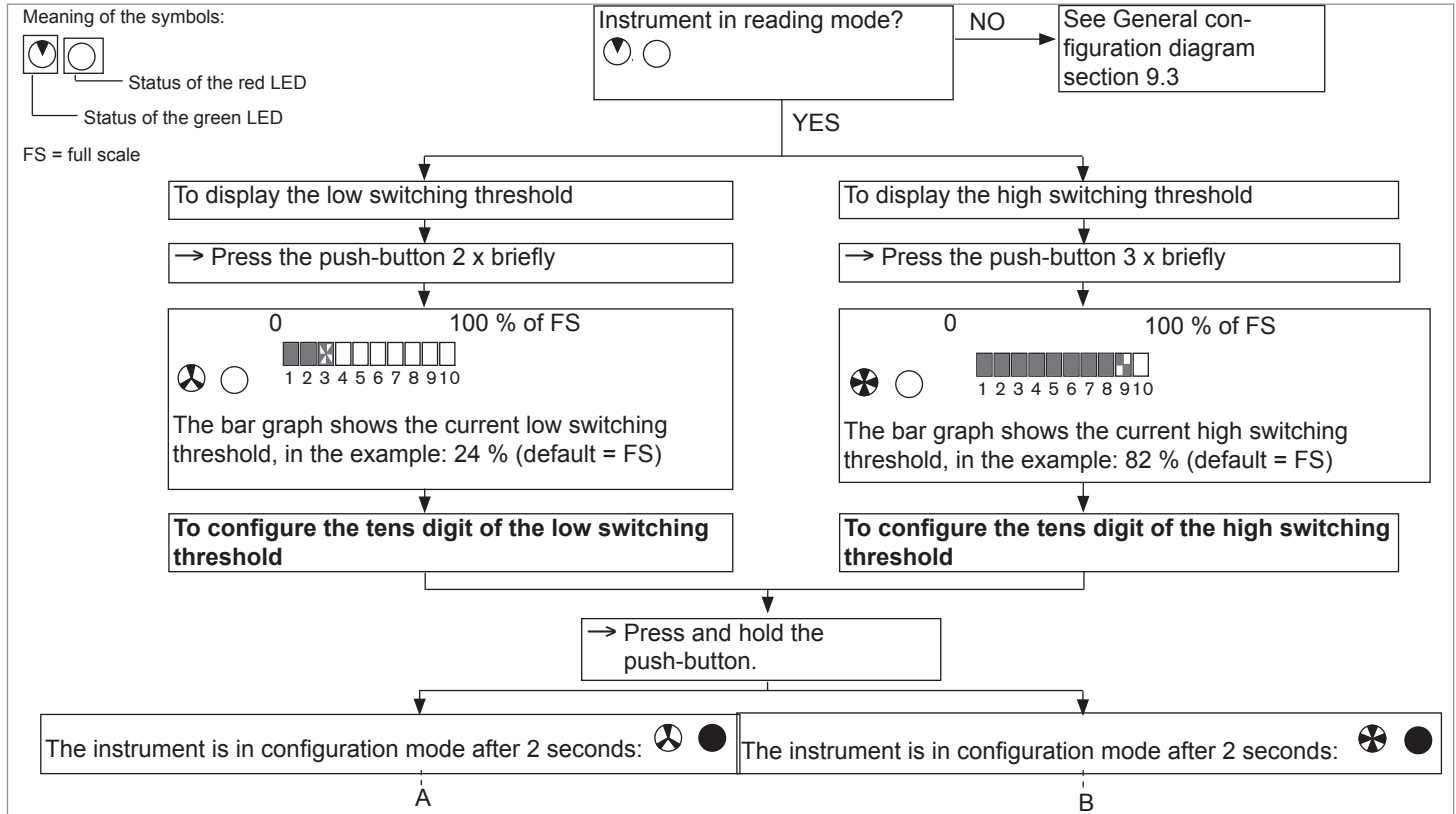 Meaning of the symbols:
Status of the red LED
Status of the green LED
FS = full scale
Instrument in reading mode?
NO
See General con-
figuration diagram
section 9.3
YES
To display the low switching threshold
→ Press the push-button 2 x briefly
0 100 % of FS
1 2 3 4 5 6 7 8 9 10
The bar graph shows the current low switching
threshold, in the example: 24 % (default = FS)
To configure the tens digit of the low switching
threshold
To display the high switching threshold
→ Press the push-button 3 x briefly
0 100 % of FS
1 2 3 4 5 6 7 8 9 10
The bar graph shows the current high switching
threshold, in the example: 82 % (default = FS)
To configure the tens digit of the high switching
threshold
→ Press and hold the
push-button.
The instrument is in configuration mode after 2 seconds:
A
The instrument is in configuration mode after 2 seconds:
B